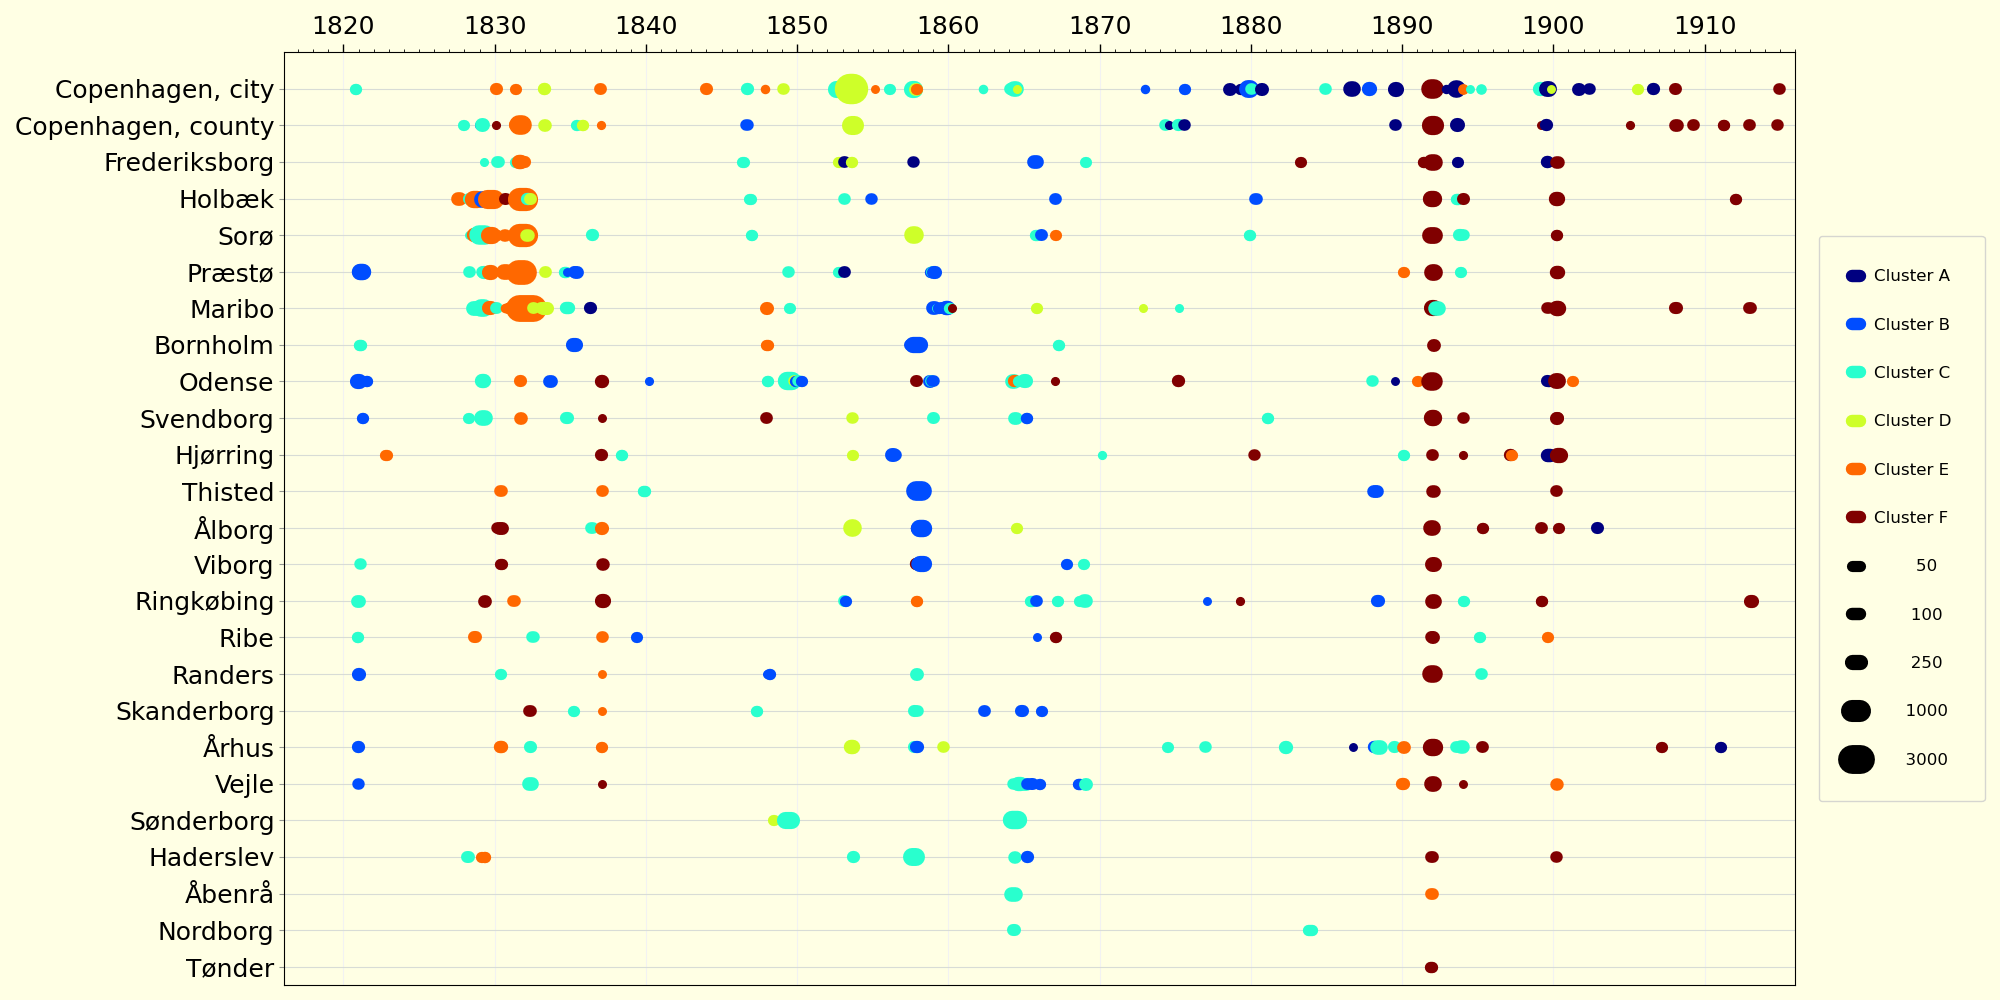 1820 1830 1840 1850 1860 1870 1880 1890 1900 1910
Copenhagen, city
Copenhagen, county
Frederiksborg
Holbæk
Sorø
Præstø
Maribo
Bornholm
Odense
Svendborg
Hjørring
Thisted
Ålborg
Viborg
Ringkøbing
Ribe
Randers
Skanderborg
Århus
Vejle
Sønderborg
Haderslev
Åbenrå
Nordborg
Tønder
Cluster A
Cluster B
Cluster C
Cluster D
Cluster E
Cluster F
50
100
250
1000
3000